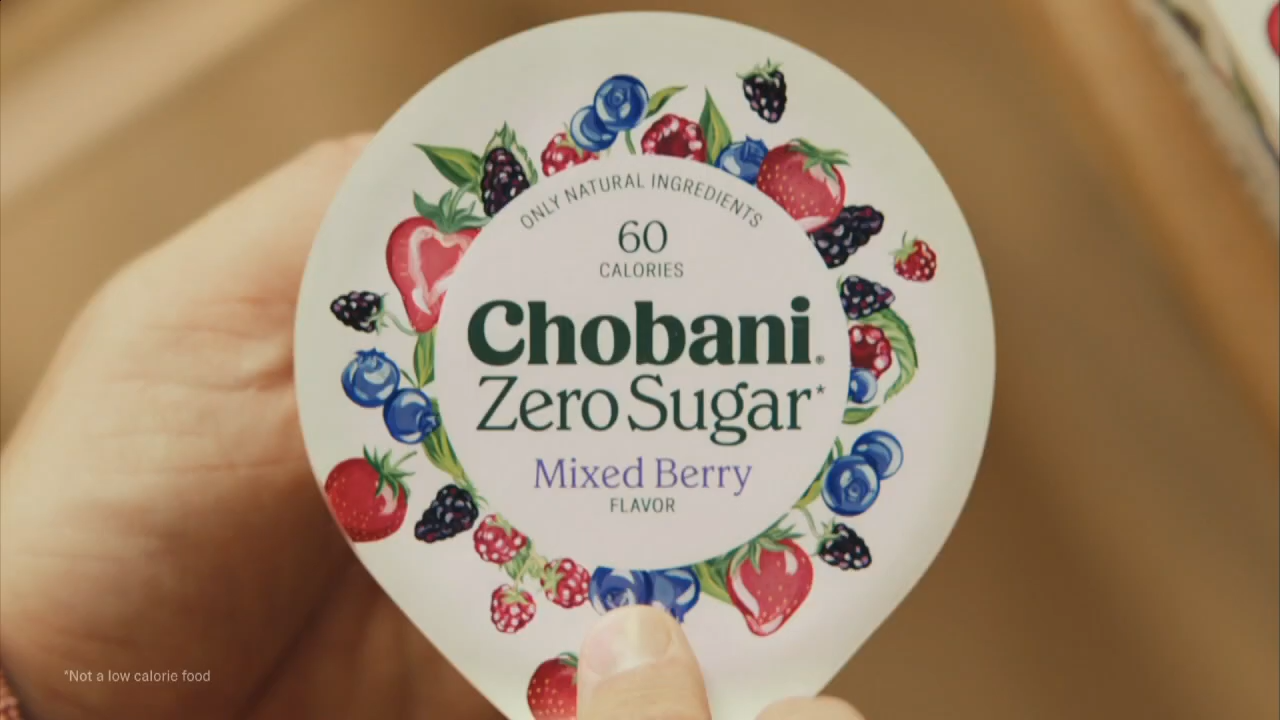 ONLY NATURAL INGREDIENTS
60
CALORIES
Chobani®
Zero Sugar*
Mixed Berry
FLAVOR
*Not a low calorie food